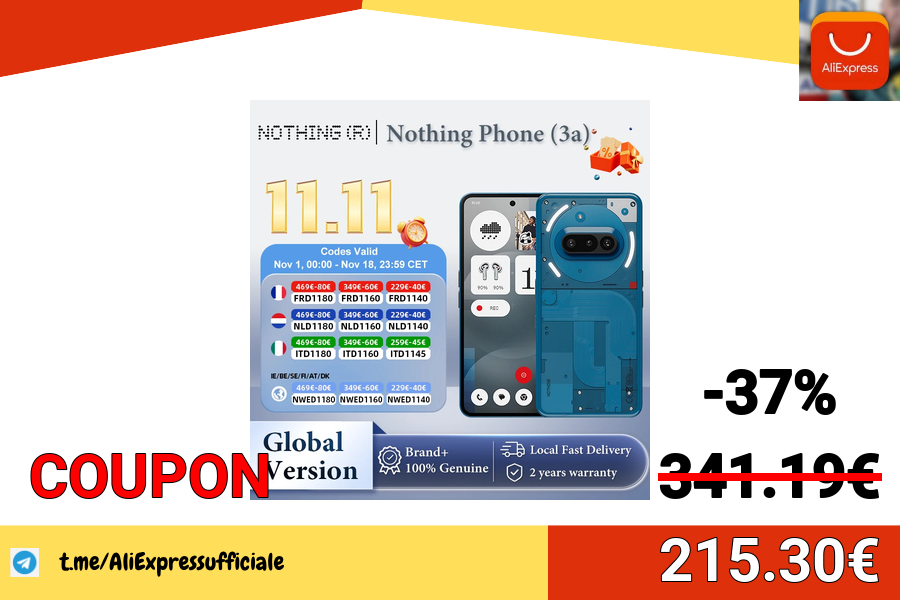 AliExpress
NOTHING (R) | Nothing Phone (3a)
11.11
Codes Valid
Nov 1, 00:00 - Nov 18, 23:59 CET
469€-80€ 349€-60€ 229€-40€
FRD1180 FRD1160 FRD1140
469€-80€ 349€-60€ 229€-40€
NLD1180 NLD1160 NLD1140
469€-80€ 349€-60€ 259€-45€
ITD1180 ITD1160 ITD1145
IE/BE/SE/FI/AT/DK
469€-80€ 349€-60€ 229€-40€
NWED1180 NWED1160 NWED1140
90% 90%
RED
Global
Version
Brand+
100% Genuine
Local Fast Delivery
2 years warranty
-37%
COUPON
341.19€
t.me/AliExpressufficiale
215.30€